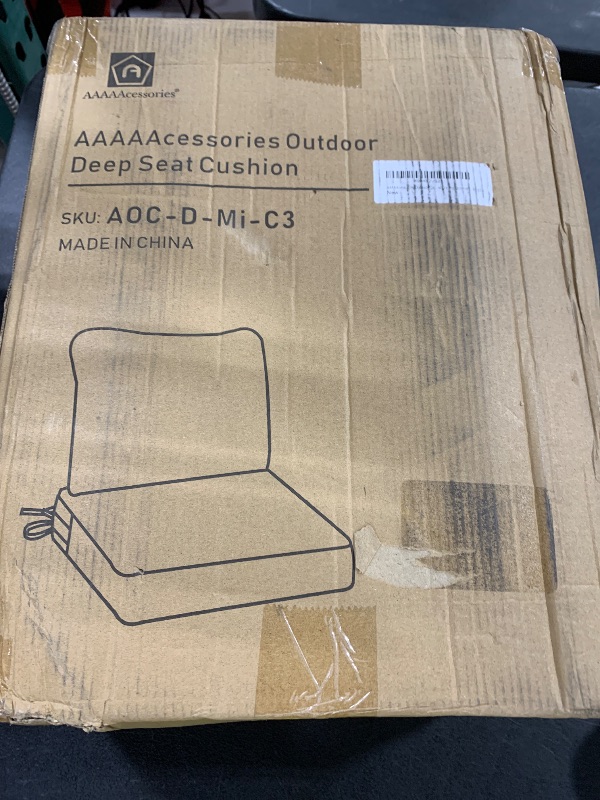 A
AAAAAcessories®
AAAAAcessories Outdoor
Deep Seat Cushion
SKU: AOC-D-Mi-C3
MADE IN CHINA